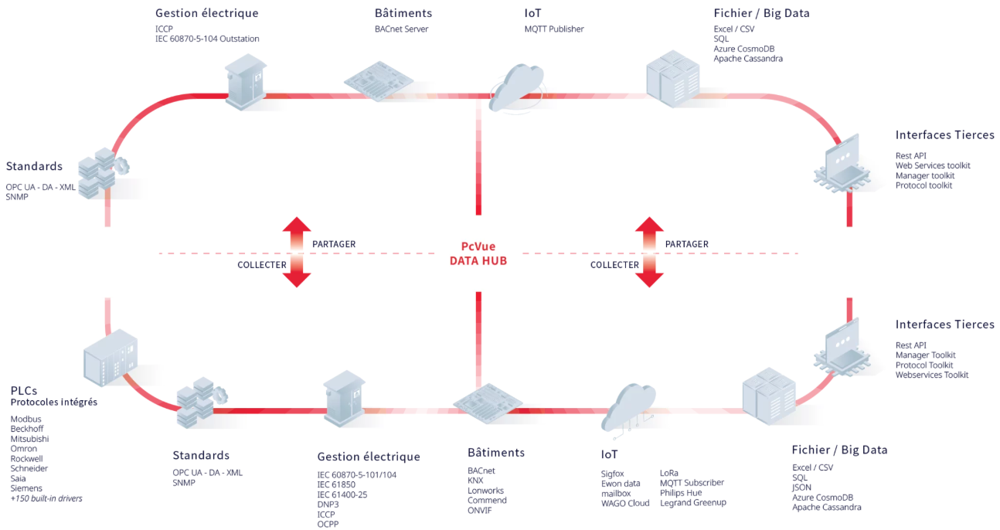 Gestion électrique
ICCP
IEC 60870-5-104 Outstation
Bâtiments
BACnet Server
IoT
MQTT Publisher
Fichier / Big Data
Excel / CSV
SQL
Azure CosmoDB
Apache Cassandra
Standards
OPC UA - DA - XML
SNMP
Interfaces Tierces
Rest API
Web Services toolkit
Manager toolkit
Protocol toolkit
PARTAGER
COLLECTER
PcVue
DATA HUB
PARTAGER
COLLECTER
PLCs
Protocoles intégrés
Modbus
Beckhoff
Mitsubishi
Omron
Rockwell
Schneider
Saia
Siemens
+150 built-in drivers
Standards
OPC UA - DA - XML
SNMP
Gestion électrique
IEC 60870-5-101/104
IEC 61850
IEC 61400-25
DNP3
ICCP
OCPP
Bâtiments
BACnet
KNX
Lonworks
Commend
ONVIF
IoT
Sigfox
Ewon data
mailbox
WAGO Cloud
LoRa
MQTT Subscriber
Philips Hue
Legrand Greenup
Fichier / Big Data
Excel / CSV
SQL
JSON
Azure CosmoDB
Apache Cassandra
Interfaces Tierces
Rest API
Manager Toolkit
Protocol Toolkit
Webservices Toolkit